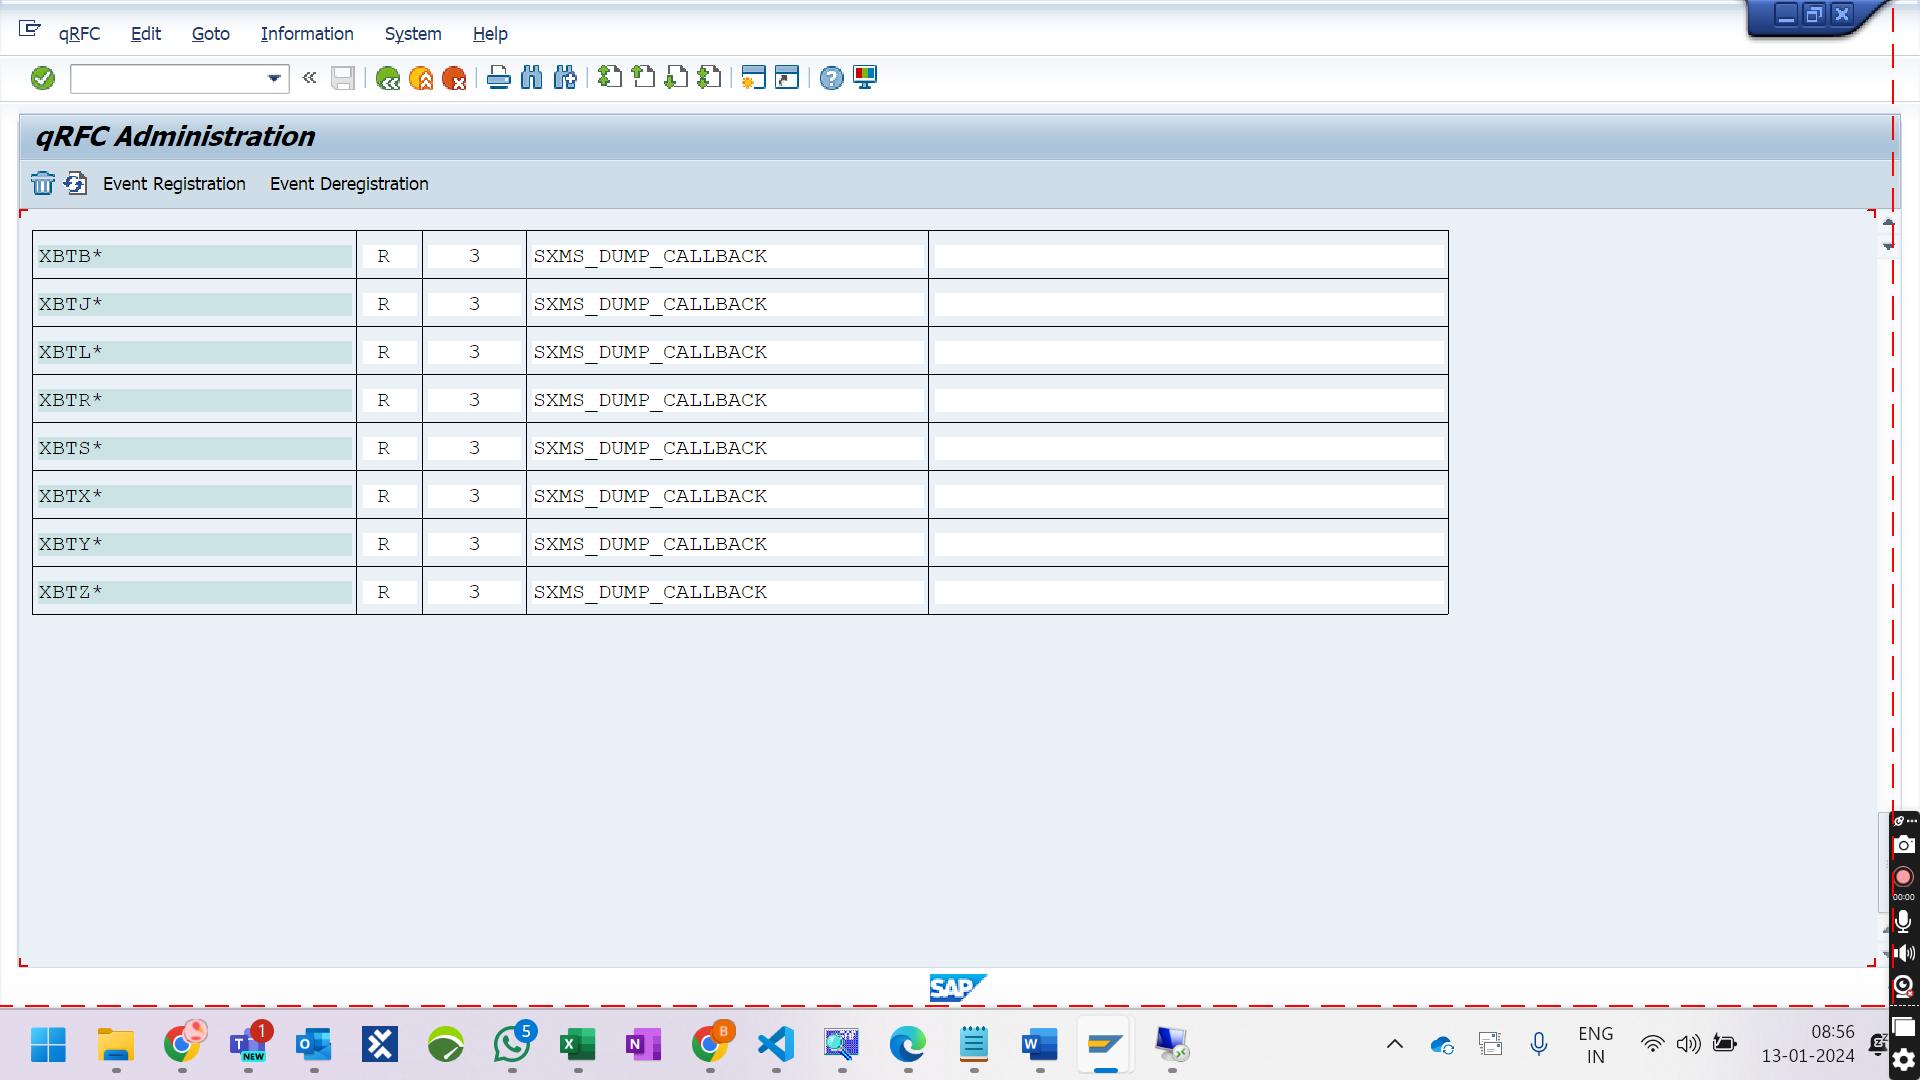 qRFC Edit Goto Information System Help
qRFC Administration
Event Registration Event Deregistration
XBTB* R 3 SXMS_DUMP_CALLBACK
XBTJ* R 3 SXMS_DUMP_CALLBACK
XBTL* R 3 SXMS_DUMP_CALLBACK
XBTR* R 3 SXMS_DUMP_CALLBACK
XBTS* R 3 SXMS_DUMP_CALLBACK
XBTX* R 3 SXMS_DUMP_CALLBACK
XBTY* R 3 SXMS_DUMP_CALLBACK
XBTZ* R 3 SXMS_DUMP_CALLBACK
00:00
SAP
1
NEW
5
B
ENG
IN
08:56
13-01-2024